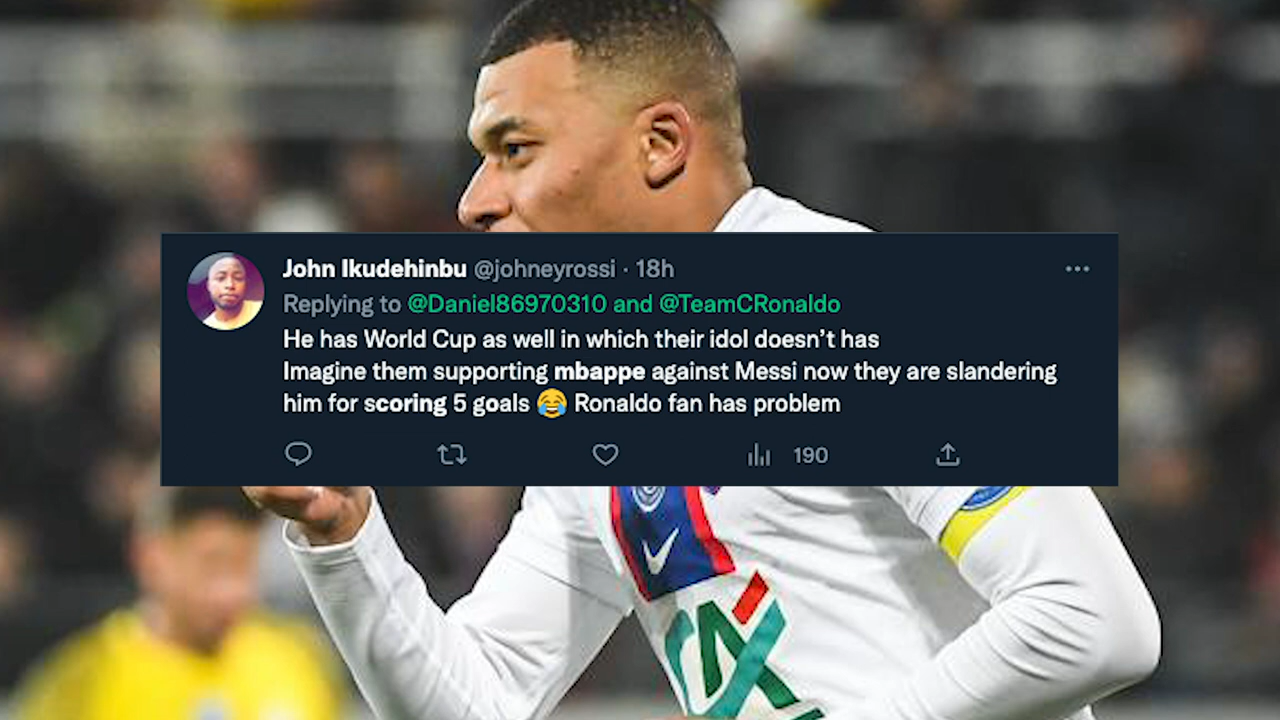 John Ikudehinbu @johneyrossi · 18h
Replying to @Daniel86970310 and @TeamCRonaldo
He has World Cup as well in which their idol doesn’t has
Imagine them supporting mbappe against Messi now they are slandering
him for scoring 5 goals 😂 Ronaldo fan has problem
190
CA